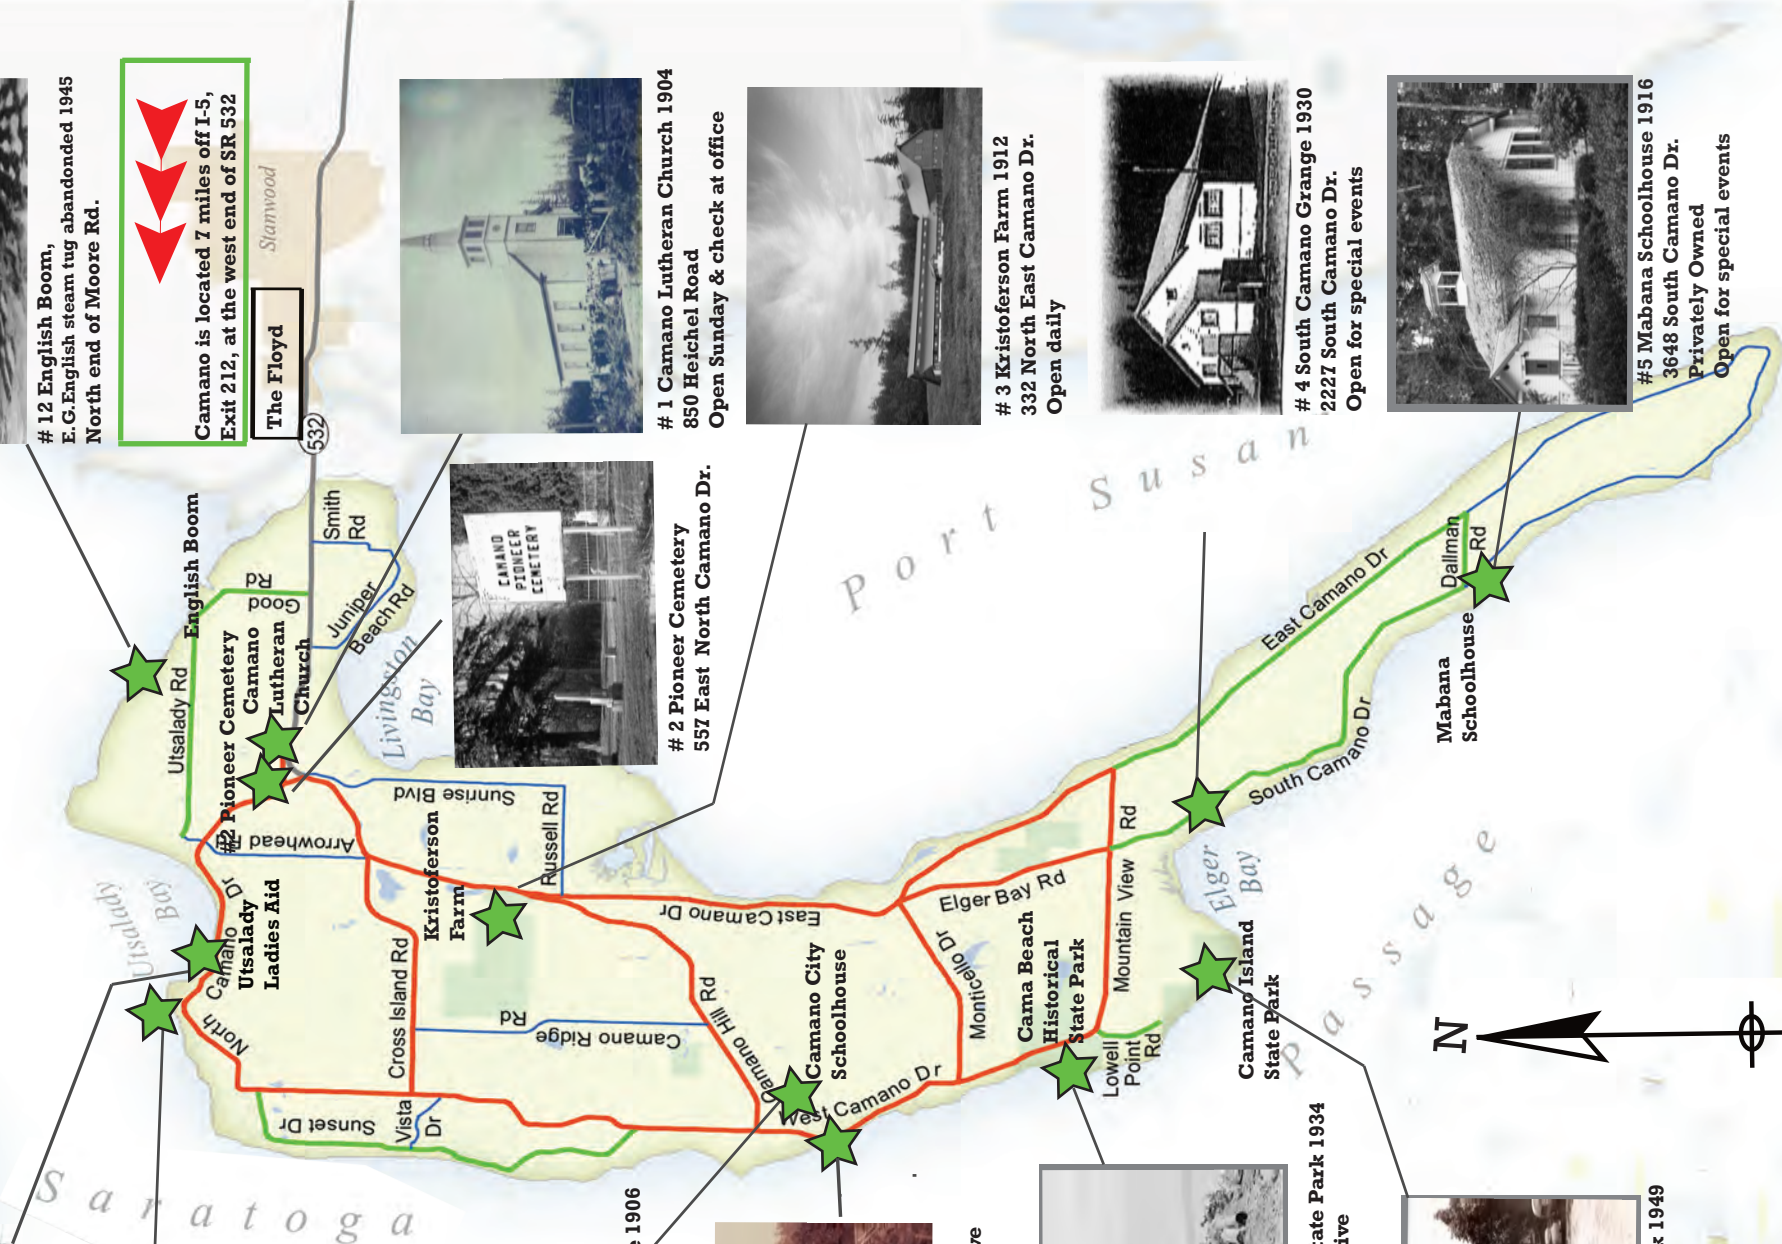 # 12 English Boom,
E.G.English steam tug abandonded 1945
North end of Moore Rd.
Camano is located 7 miles off I-5,
Exit 212, at the west end of SR 532
The Floyd
Stanwood
532
# 1 Camano Lutheran Church 1904
850 Heichel Road
Open Sunday & check at office
# 2 Pioneer Cemetery
557 East North Camano Dr.
CAMANO
PIONEER
CEMETERY
# 3 Kristoferson Farm 1912
332 North East Camano Dr.
Open daily
# 4 South Camano Grange 1930
2227 South Camano Dr.
Open for special events
#5 Mabana Schoolhouse 1916
3648 South Camano Dr.
Privately Owned
Open for special events
English Boom
Utsalady Rd
Good Rd
Smith
Rd
Juniper
Beach Rd
Livingston
Bay
#2 Pioneer Cemetery
Camano
Lutheran
Church
Arrowhead Rd
Sunrise Blvd
Russell Rd
Utsalady
Bay
Utsalady
Ladies Aid
North Camano Dr
Kristoferson
Farm
Cross Island Rd
Camano Ridge Rd
Camano Hill Rd
East Camano Dr
Sunset Dr
Vista
Dr
Camano City
Schoolhouse
West Camano Dr
Monticello Dr
Elger Bay Rd
Cama Beach
Historical
State Park
Mountain View Rd
Lowell
Point
Rd
Elger
Bay
Camano Island
State Park
East Camano Dr
South Camano Dr
Dallman
Rd
Mabana
Schoolhouse
Port Susan
Saratoga
Passage
N
e 1906
ve
tate Park 1934
ive
k 1949